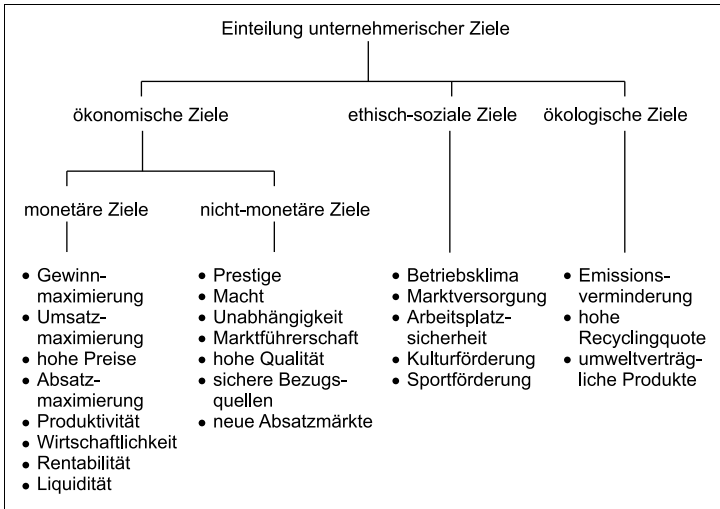 Einteilung unternehmerischer Ziele
ökonomische Ziele
ethisch-soziale Ziele
ökologische Ziele
monetäre Ziele
nicht-monetäre Ziele
• Gewinn-
maximierung
• Umsatz-
maximierung
• hohe Preise
• Absatz-
maximierung
• Produktivität
• Wirtschaftlichkeit
• Rentabilität
• Liquidität
• Prestige
• Macht
• Unabhängigkeit
• Marktführerschaft
• hohe Qualität
• sichere Bezugs-
quellen
• neue Absatzmärkte
• Betriebsklima
• Marktversorgung
• Arbeitsplatz-
sicherheit
• Kulturförderung
• Sportförderung
• Emissions-
verminderung
• hohe
Recyclingquote
• umweltverträg-
liche Produkte